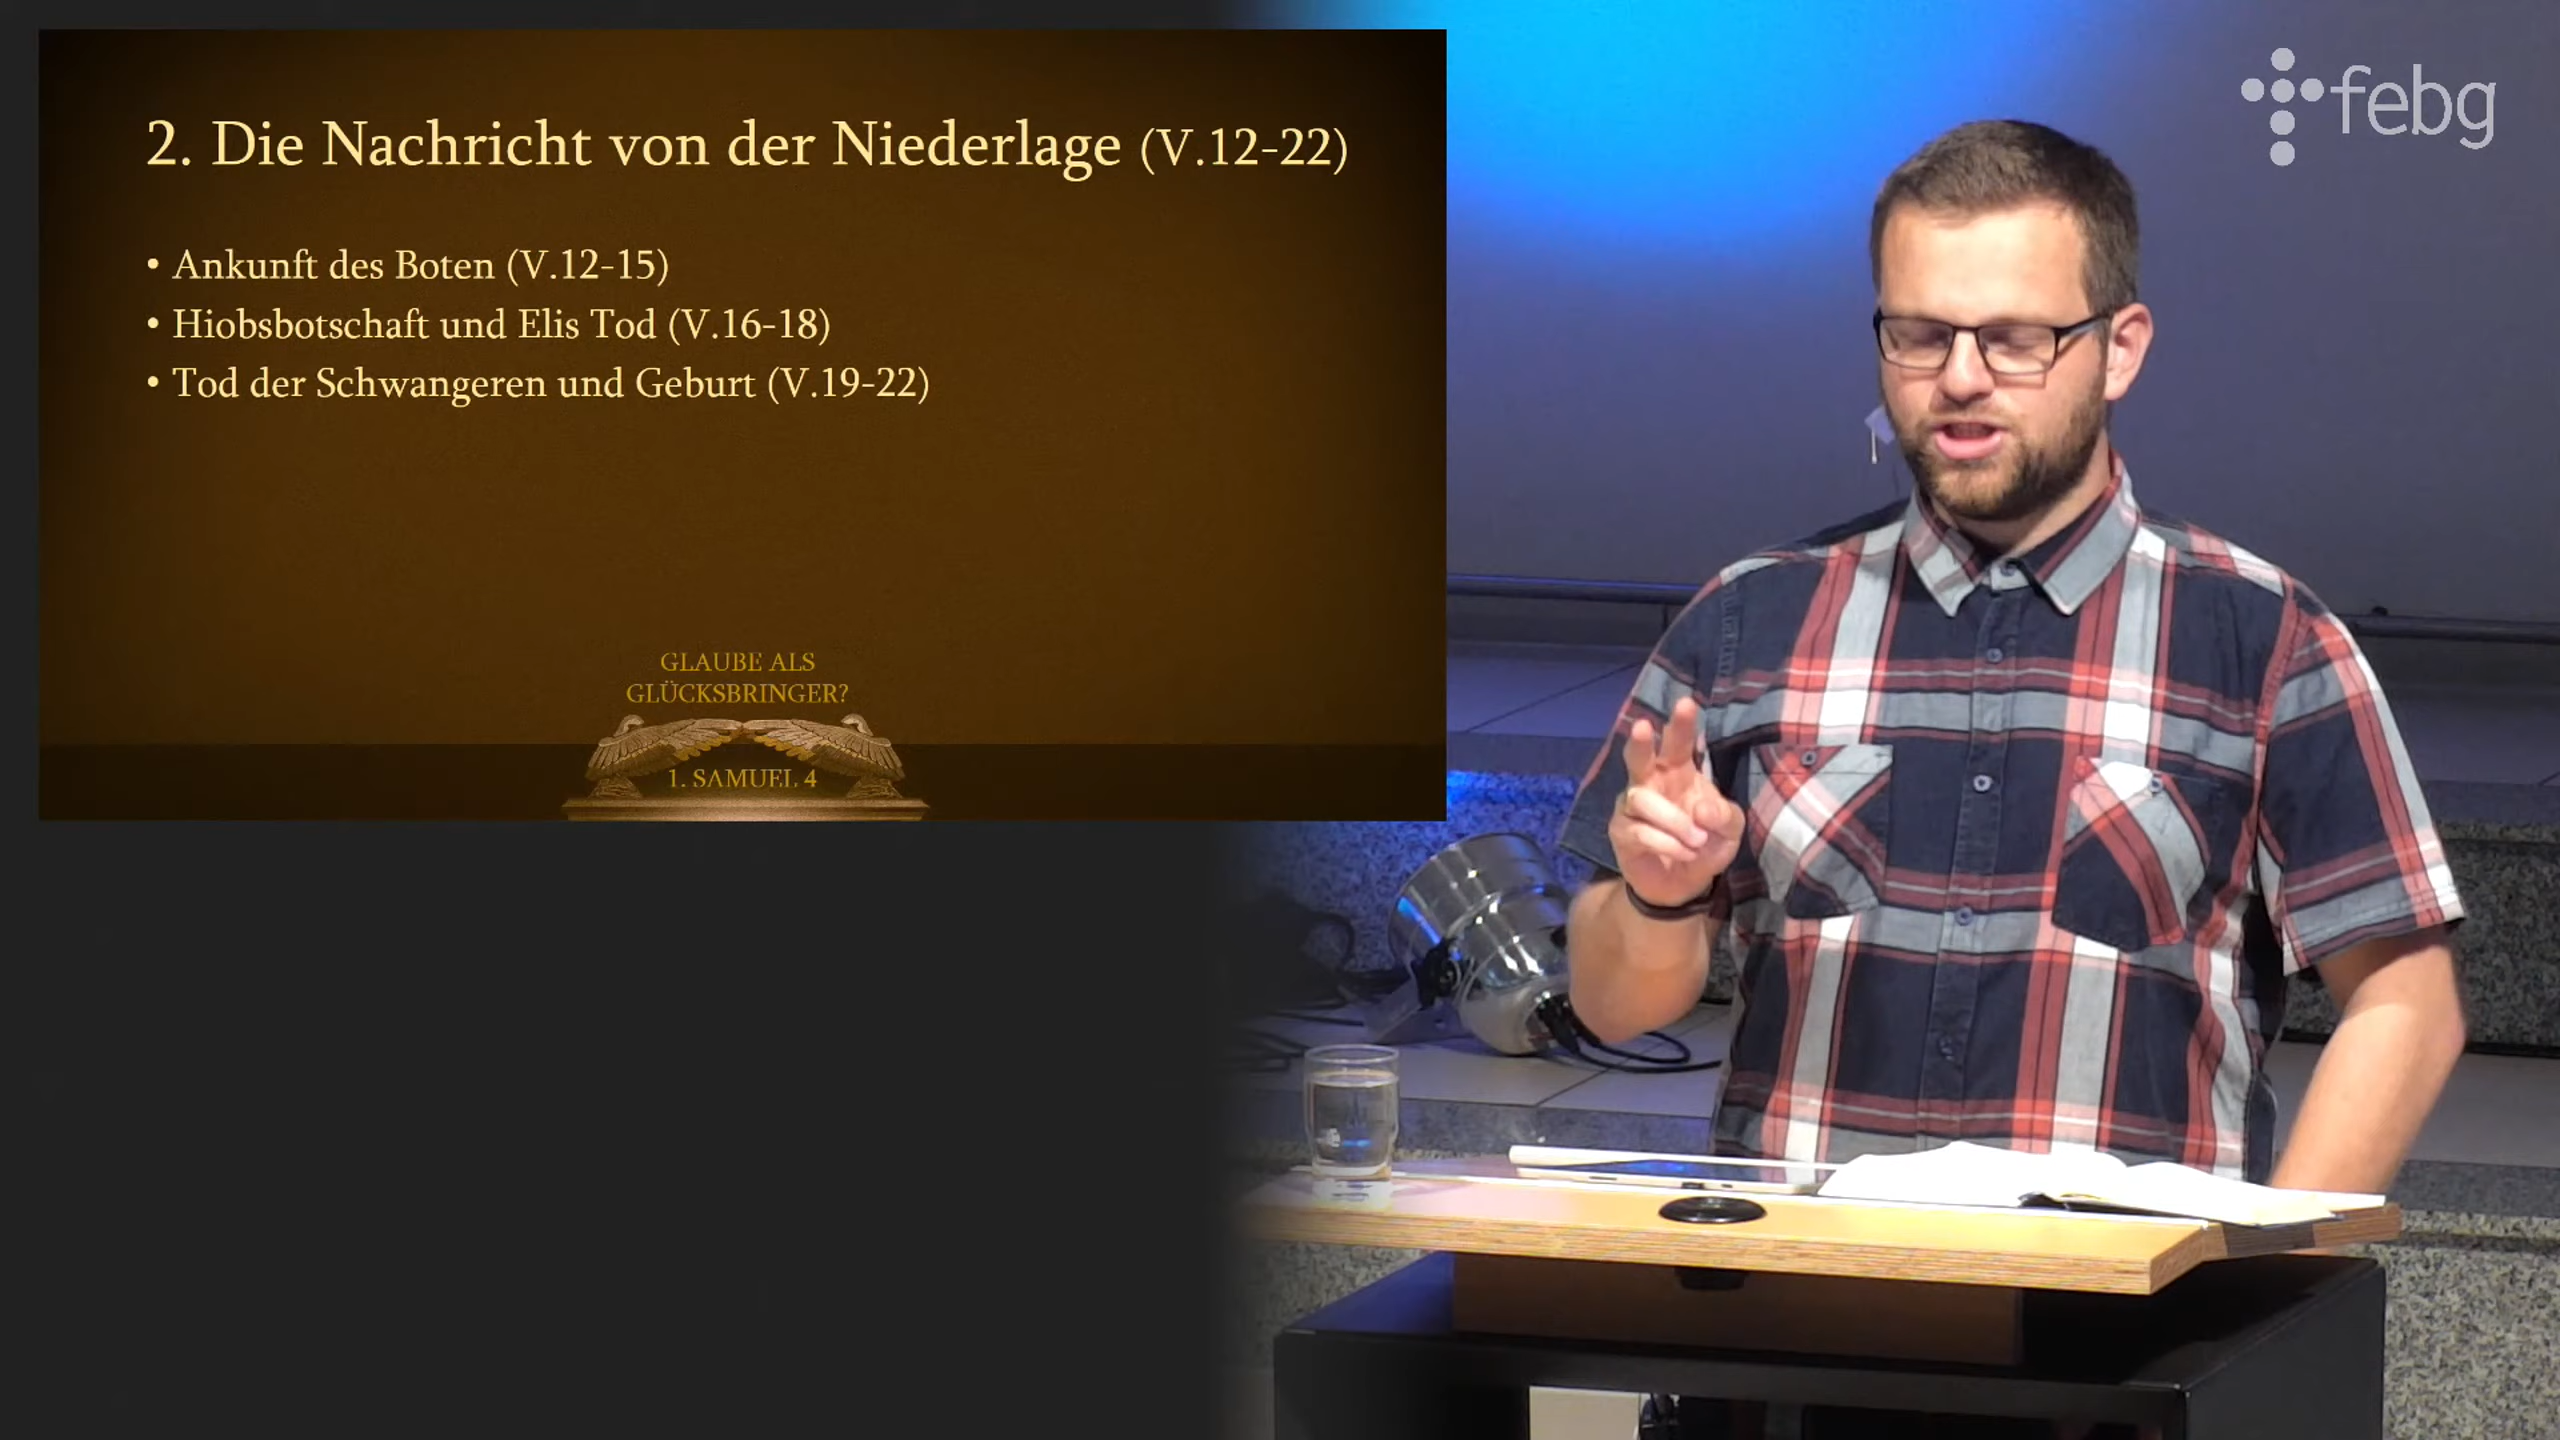 2. Die Nachricht von der Niederlage (V.12-22)
• Ankunft des Boten (V.12-15)
• Hiobsbotschaft und Elis Tod (V.16-18)
• Tod der Schwangeren und Geburt (V.19-22)
GLAUBE ALS
GLÜCKSBRINGER?
1. SAMUEL 4
febg